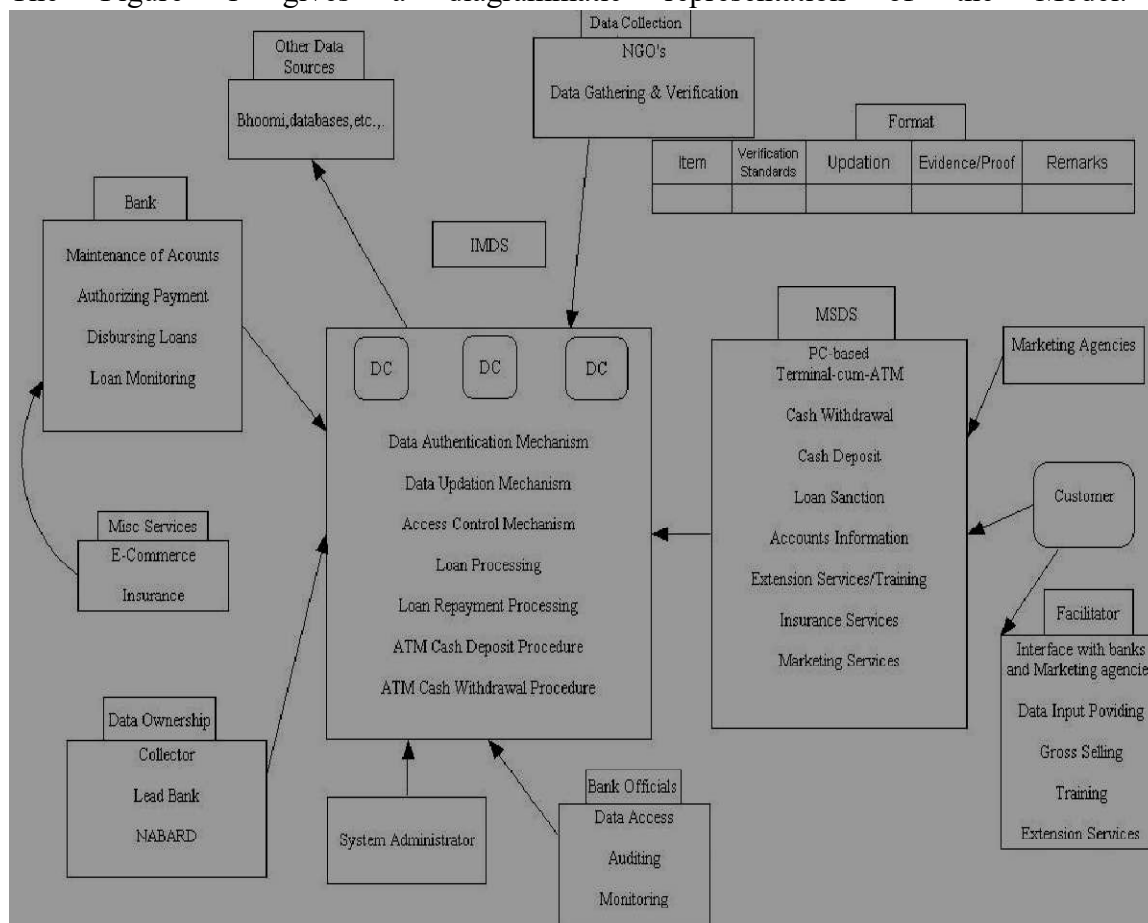 The Figure 1 gives a diagrammatic representation of the Model.
Data Collection
NGO's
Data Gathering & Verification
Other Data
Sources
Bhoomi,databases,etc.,.
Format
Item
Verification
Standards
Updation
Evidence/Proof
Remarks
Bank
Maintenance of Acounts
Authorizing Payment
Disbursing Loans
Loan Monitoring
IMDS
DC
DC
DC
Data Authentication Mechanism
Data Updation Mechanism
Access Control Mechanism
Loan Processing
Loan Repayment Processing
ATM Cash Deposit Procedure
ATM Cash Withdrawal Procedure
MSDS
PC-based
Terminal-cum-ATM
Cash Withdrawal
Cash Deposit
Loan Sanction
Accounts Information
Extension Services/Training
Insurance Services
Marketing Services
Marketing Agencies
Customer
Misc Services
E-Commerce
Insurance
Facilitator
Interface with banks
and Marketing agencie
Data Input Poviding
Gross Selling
Training
Extension Services
Data Ownership
Collector
Lead Bank
NABARD
System Administrator
Bank Officials
Data Access
Auditing
Monitoring